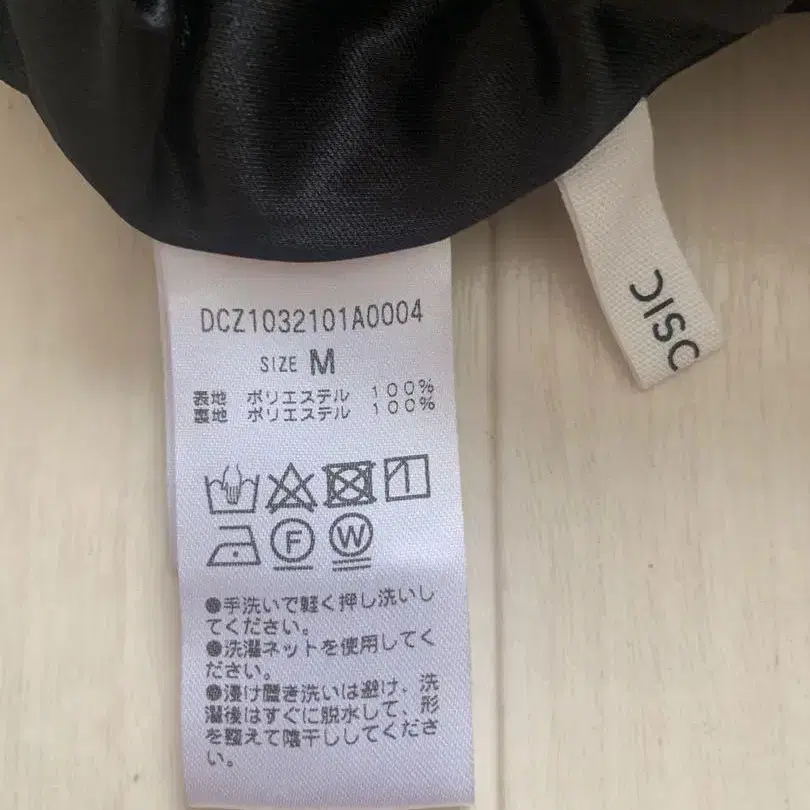 DCZ1032101A0004
SIZE M
表地 ポリエステル 100%
裏地 ポリエステル 100%
F W
●手洗いで軽く押し洗いし
てください。
●洗濯ネットを使用してく
ださい。
●浸け置き洗いは避け、洗
濯後はすぐに脱水して、形
を整えて陰干ししてくださ
い。
DISC